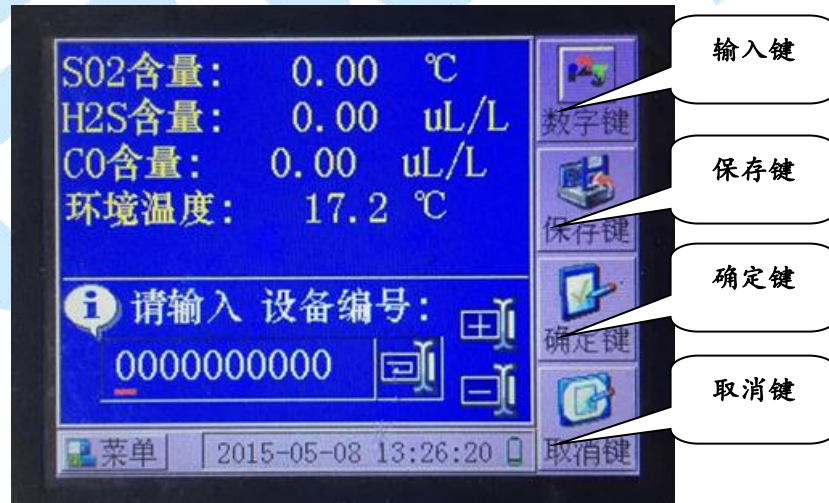 SO2含量: 0.00 ℃
H2S含量: 0.00 uL/L
CO含量: 0.00 uL/L
环境温度: 17.2 ℃
请输入 设备编号:
0000000000
菜单 2015-05-08 13:26:20
123
数字键
保存键
确定键
取消键
输入键
保存键
确定键
取消键